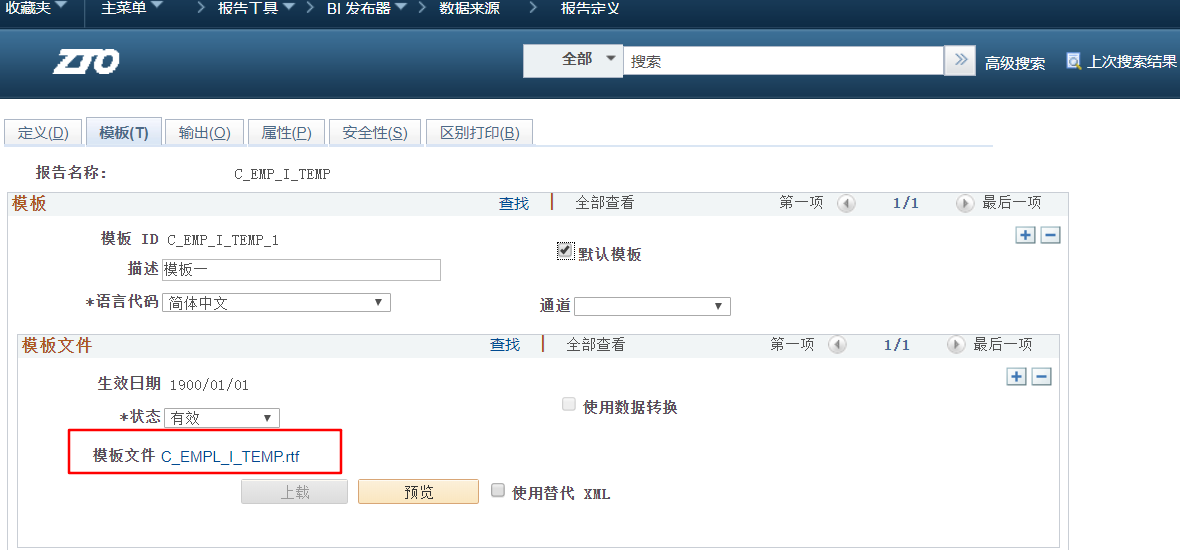 收藏夹 主菜单 报告工具 BI 发布器 数据来源 报告定义
ZTO 全部 搜索 高级搜索 上次搜索结果
定义(D) 模板(T) 输出(O) 属性(P) 安全性(S) 区别打印(B)
报告名称: C_EMP_I_TEMP
模板 查找 全部查看 第一项 1/1 最后一项
模板 ID C_EMP_I_TEMP_1 默认模板
描述 模板一
*语言代码 简体中文 通道
模板文件 查找 全部查看 第一项 1/1 最后一项
生效日期 1900/01/01
*状态 有效 使用数据转换
模板文件 C_EMPL_I_TEMP.rtf
上载 预览 使用替代 XML